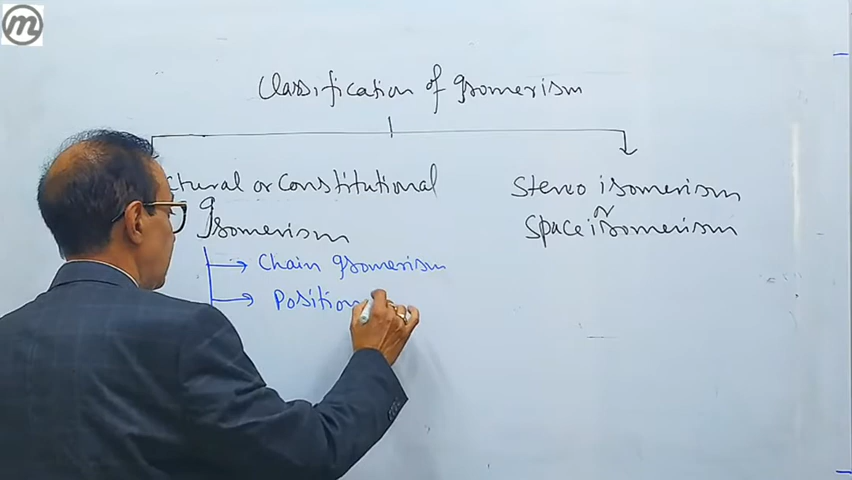 m
Classification of Isomerism
ctural or Constitutional
Isomerism
Stereo isomerism
or
Space isomerism
Chain Isomerism
Position